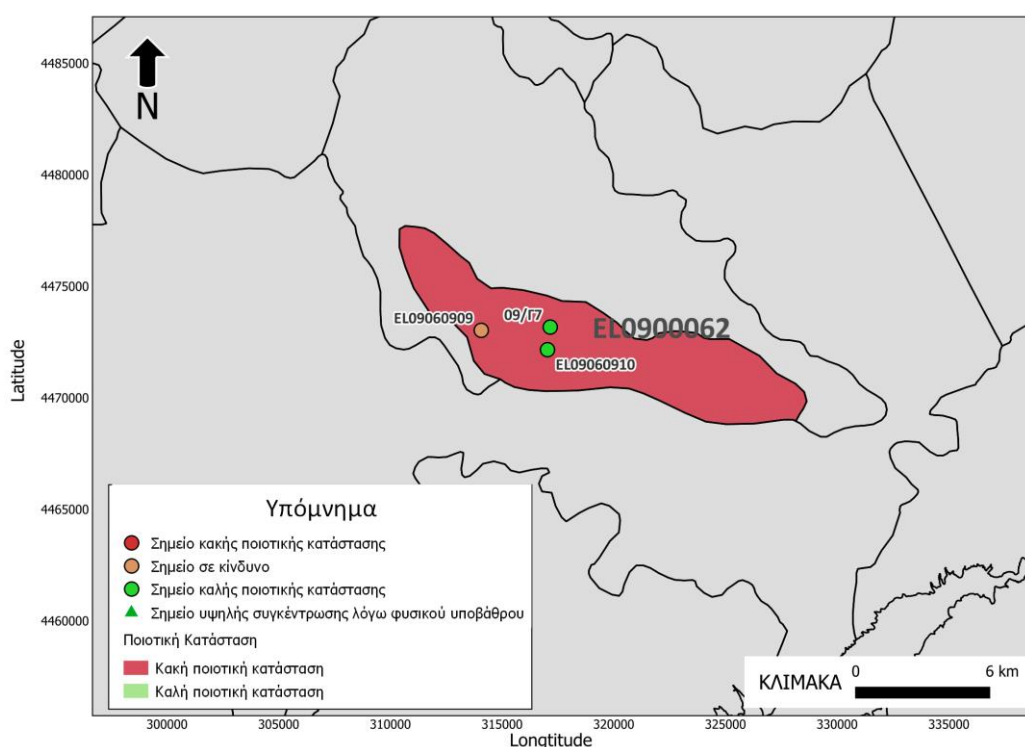 4485000
4480000
4475000
4470000
4465000
4460000
Latitude
N
EL09060909
09/Γ7
EL0900062
EL09060910
Υπόμνημα
Σημείο κακής ποιοτικής κατάστασης
Σημείο σε κίνδυνο
Σημείο καλής ποιοτικής κατάστασης
Σημείο υψηλής συγκέντρωσης λόγω φυσικού υποβάθρου
Ποιοτική Κατάσταση
Κακή ποιοτική κατάσταση
Καλή ποιοτική κατάσταση
ΚΛΙΜΑΚΑ
0 6 km
300000 305000 310000 315000 320000 325000 330000 335000
Longtitude